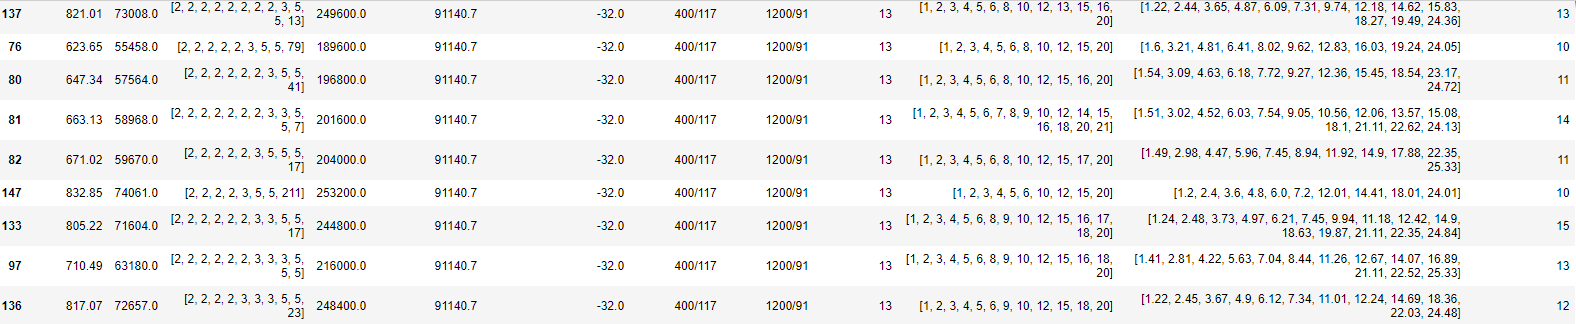 137 821.01 73008.0 [2, 2, 2, 2, 2, 2, 2, 2, 3, 5, 5, 13] 249600.0 91140.7 -32.0 400/117 1200/91 13 [1, 2, 3, 4, 5, 6, 8, 10, 12, 13, 15, 16, 20] [1.22, 2.44, 3.65, 4.87, 6.09, 7.31, 9.74, 12.18, 14.62, 15.83, 18.27, 19.49, 24.36] 13
76 623.65 55458.0 [2, 2, 2, 2, 2, 3, 5, 5, 79] 189600.0 91140.7 -32.0 400/117 1200/91 13 [1, 2, 3, 4, 5, 6, 8, 10, 12, 15, 20] [1.6, 3.21, 4.81, 6.41, 8.02, 9.62, 12.83, 16.03, 19.24, 24.05] 10
80 647.34 57564.0 [2, 2, 2, 2, 2, 2, 3, 5, 5, 41] 196800.0 91140.7 -32.0 400/117 1200/91 13 [1, 2, 3, 4, 5, 6, 8, 10, 12, 15, 16, 20] [1.54, 3.09, 4.63, 6.18, 7.72, 9.27, 12.36, 15.45, 18.54, 23.17, 24.72] 11
81 663.13 58968.0 [2, 2, 2, 2, 2, 2, 2, 3, 3, 5, 5, 7] 201600.0 91140.7 -32.0 400/117 1200/91 13 [1, 2, 3, 4, 5, 6, 7, 8, 9, 10, 12, 14, 15, 16, 18, 20, 21] [1.51, 3.02, 4.52, 6.03, 7.54, 9.05, 10.56, 12.06, 13.57, 15.08, 18.1, 21.11, 22.62, 24.13] 14
82 671.02 59670.0 [2, 2, 2, 2, 2, 3, 5, 5, 5, 17] 204000.0 91140.7 -32.0 400/117 1200/91 13 [1, 2, 3, 4, 5, 6, 8, 10, 12, 15, 17, 20] [1.49, 2.98, 4.47, 5.96, 7.45, 8.94, 11.92, 14.9, 17.88, 22.35, 25.33] 11
147 832.85 74061.0 [2, 2, 2, 2, 3, 5, 5, 211] 253200.0 91140.7 -32.0 400/117 1200/91 13 [1, 2, 3, 4, 5, 6, 10, 12, 15, 20] [1.2, 2.4, 3.6, 4.8, 6.0, 7.2, 12.01, 14.41, 18.01, 24.01] 10
133 805.22 71604.0 [2, 2, 2, 2, 2, 2, 3, 3, 5, 5, 17] 244800.0 91140.7 -32.0 400/117 1200/91 13 [1, 2, 3, 4, 5, 6, 8, 9, 10, 12, 15, 16, 17, 18, 20] [1.24, 2.48, 3.73, 4.97, 6.21, 7.45, 9.94, 11.18, 12.42, 14.9, 18.63, 19.87, 21.11, 22.35, 24.84] 15
97 710.49 63180.0 [2, 2, 2, 2, 2, 2, 3, 3, 3, 5, 5, 5] 216000.0 91140.7 -32.0 400/117 1200/91 13 [1, 2, 3, 4, 5, 6, 8, 9, 10, 12, 15, 16, 18, 20] [1.41, 2.81, 4.22, 5.63, 7.04, 8.44, 11.26, 12.67, 14.07, 16.89, 21.11, 22.52, 25.33] 13
136 817.07 72657.0 [2, 2, 2, 2, 3, 3, 3, 5, 5, 23] 248400.0 91140.7 -32.0 400/117 1200/91 13 [1, 2, 3, 4, 5, 6, 9, 10, 12, 15, 18, 20] [1.22, 2.45, 3.67, 4.9, 6.12, 7.34, 11.01, 12.24, 14.69, 18.36, 22.03, 24.48] 12